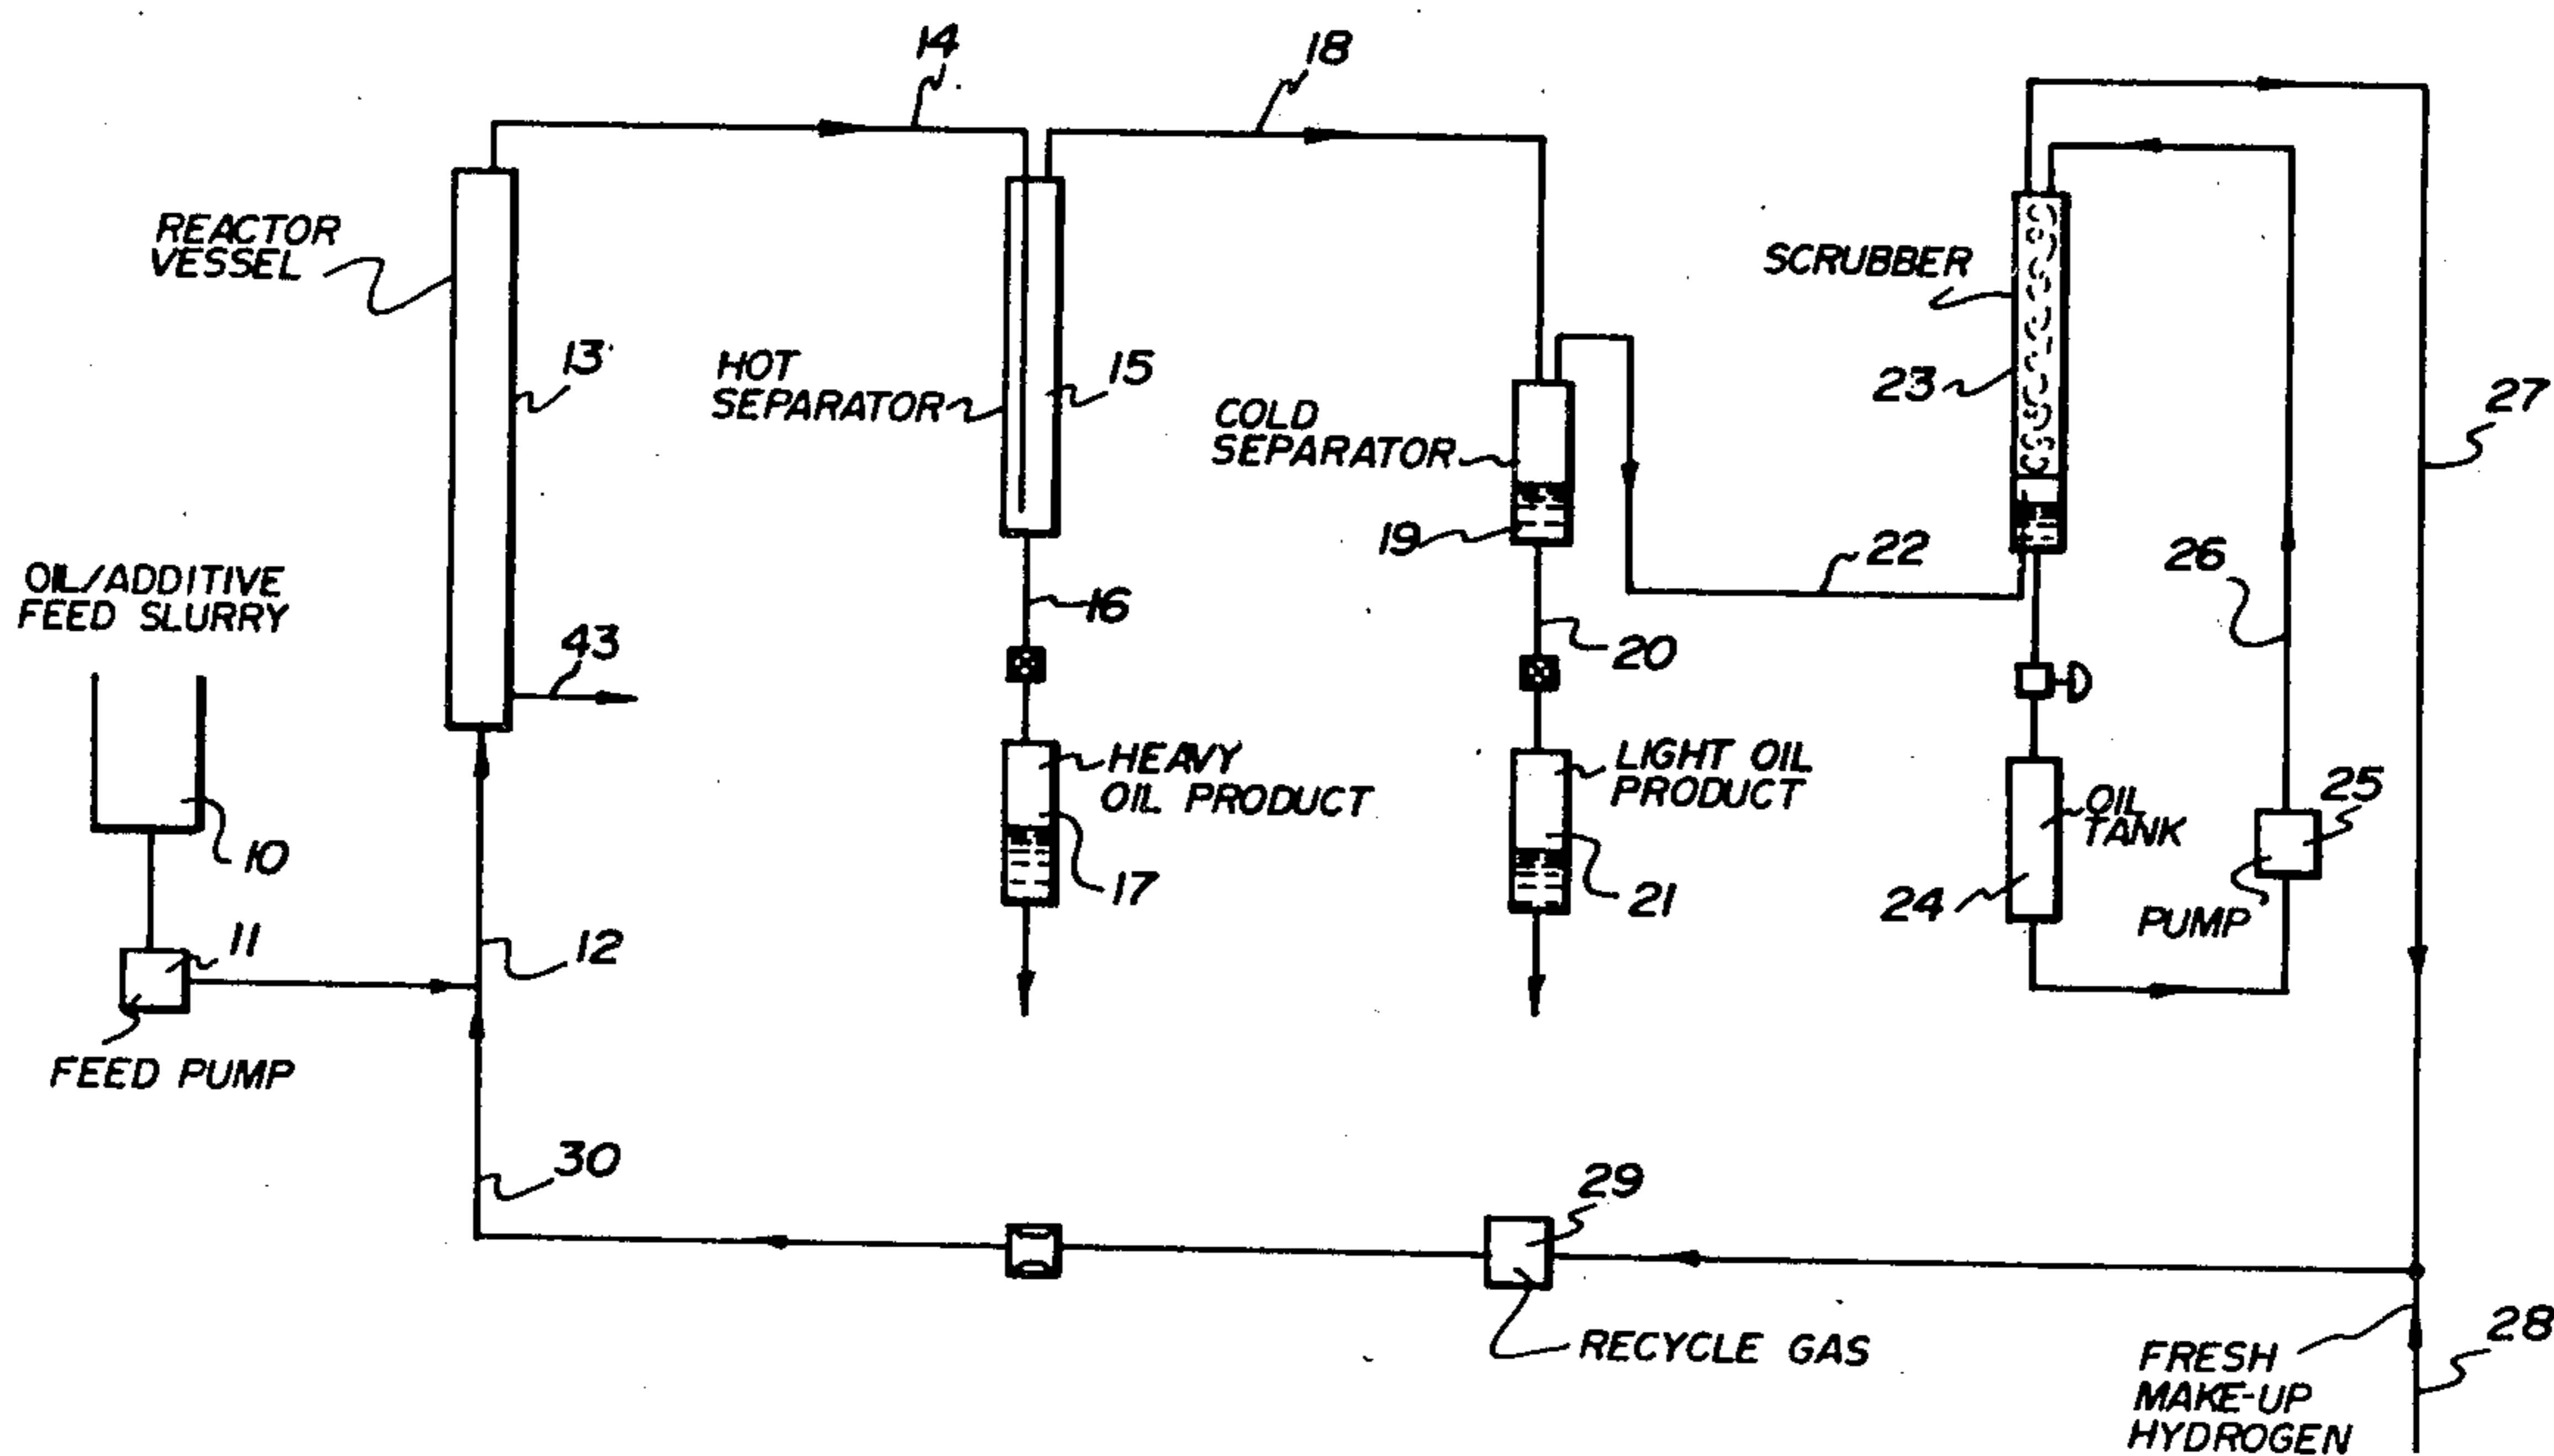 14
18
REACTOR
VESSEL
13
HOT
SEPARATOR
15
COLD
SEPARATOR
19
SCRUBBER
23
27
26
22
OIL/ADDITIVE
FEED SLURRY
43
16
20
10
11
12
FEED PUMP
HEAVY
OIL PRODUCT
17
LIGHT OIL
PRODUCT
21
OIL
TANK
24
25
PUMP
30
29
RECYCLE GAS
FRESH
MAKE-UP
HYDROGEN
28